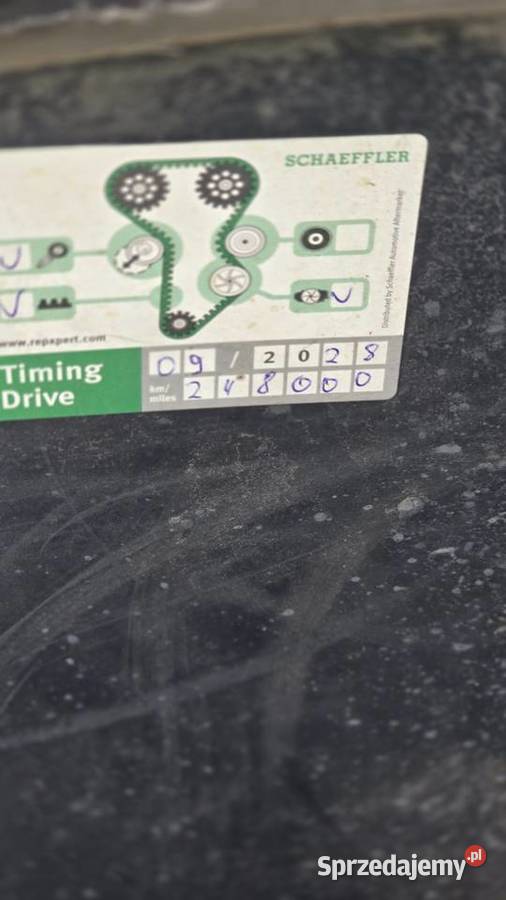 SCHAEFFLER
Distributed by Schaeffler Automotive Aftermarket
www.repxpert.com
Timing
Drive
09 / 2028
km/
miles
248000
Sprzedajemy.pl